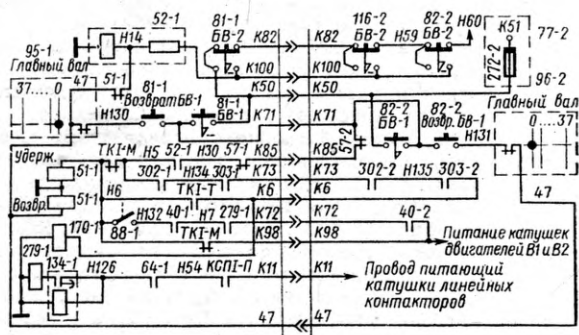 95-1
Н14
52-1
81-1
БВ-2
К82
К82
116-2
БВ-2
Н59
82-2
БВ-2
Н60
К51
77-2
Главный вал
37....0
47
51-1
К100
К100
272-2
96-2
81-1
Возврат БВ-1
81-1
БВ-1
К50
К50
Главный вал
0....37
Н130
К71
К71
57-2
82-2
БВ-1
82-2
Возвр. БВ-1
Н131
Удерж.
ТКІ-М
Н5
52-1
Н30
57-1
К85
К85
51-1
302-1
Н134
303-1
К73
К73
302-2
Н135
303-2
Возвр.
51-1
Н6
ТКІ-Т
К6
К6
47
170-1
88-1
Н132
40-1
Н7
279-1
К72
К72
40-2
279-1
ТКІ-М
К98
К98
Питание катушек
двигателей В1 и В2
134-1
Н126
64-1
Н54
КСПІ-П
К11
К11
Провод питающий
катушки линейных
контакторов
47
47